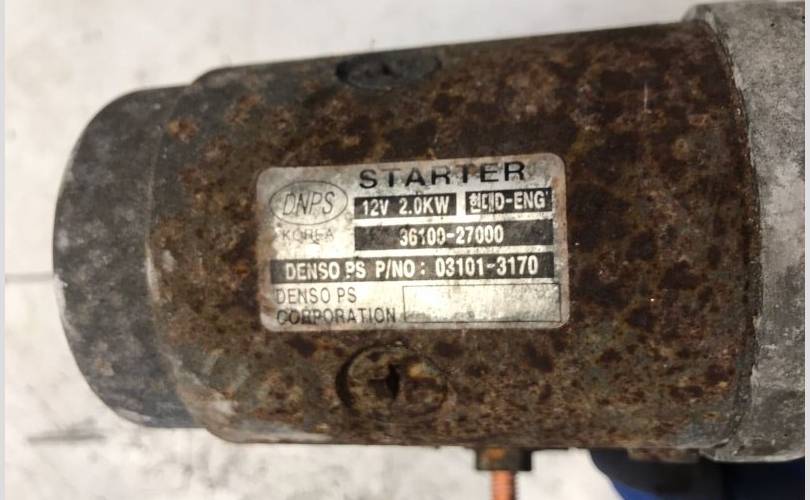 STARTER
DNPS
12V 2.0KW 현대D-ENG
KOREA
36100-27000
DENSO PS P/NO: 03101-3170
DENSO PS
CORPORATION